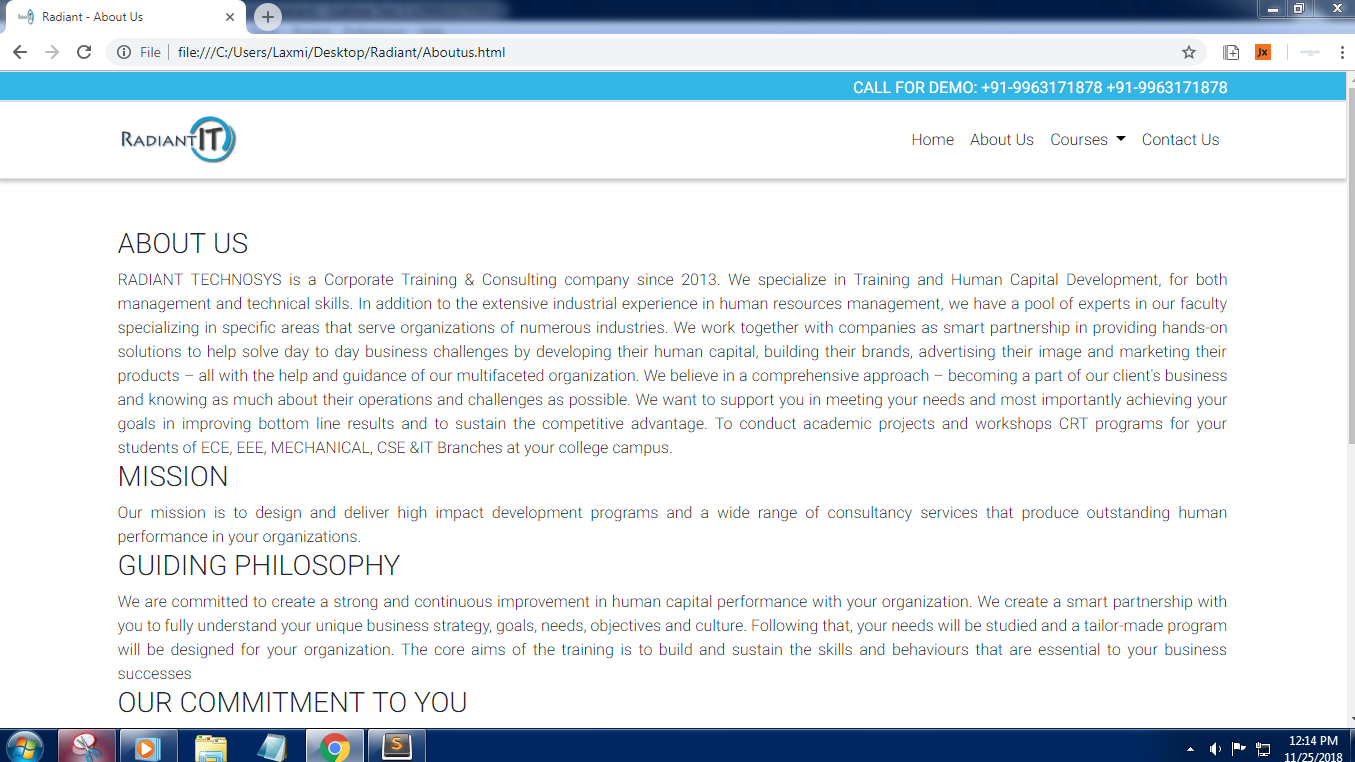 Radiant - About Us
File file:///C:/Users/Laxmi/Desktop/Radiant/Aboutus.html
Jx
CALL FOR DEMO: +91-9963171878 +91-9963171878
RADIANT IT
Home About Us Courses Contact Us
ABOUT US
RADIANT TECHNOSYS is a Corporate Training & Consulting company since 2013. We specialize in Training and Human Capital Development, for both
management and technical skills. In addition to the extensive industrial experience in human resources management, we have a pool of experts in our faculty
specializing in specific areas that serve organizations of numerous industries. We work together with companies as smart partnership in providing hands-on
solutions to help solve day to day business challenges by developing their human capital, building their brands, advertising their image and marketing their
products – all with the help and guidance of our multifaceted organization. We believe in a comprehensive approach – becoming a part of our client's business
and knowing as much about their operations and challenges as possible. We want to support you in meeting your needs and most importantly achieving your
goals in improving bottom line results and to sustain the competitive advantage. To conduct academic projects and workshops CRT programs for your
students of ECE, EEE, MECHANICAL, CSE &IT Branches at your college campus.
MISSION
Our mission is to design and deliver high impact development programs and a wide range of consultancy services that produce outstanding human
performance in your organizations.
GUIDING PHILOSOPHY
We are committed to create a strong and continuous improvement in human capital performance with your organization. We create a smart partnership with
you to fully understand your unique business strategy, goals, needs, objectives and culture. Following that, your needs will be studied and a tailor-made program
will be designed for your organization. The core aims of the training is to build and sustain the skills and behaviours that are essential to your business
successes
OUR COMMITMENT TO YOU
S
12:14 PM
11/25/2018